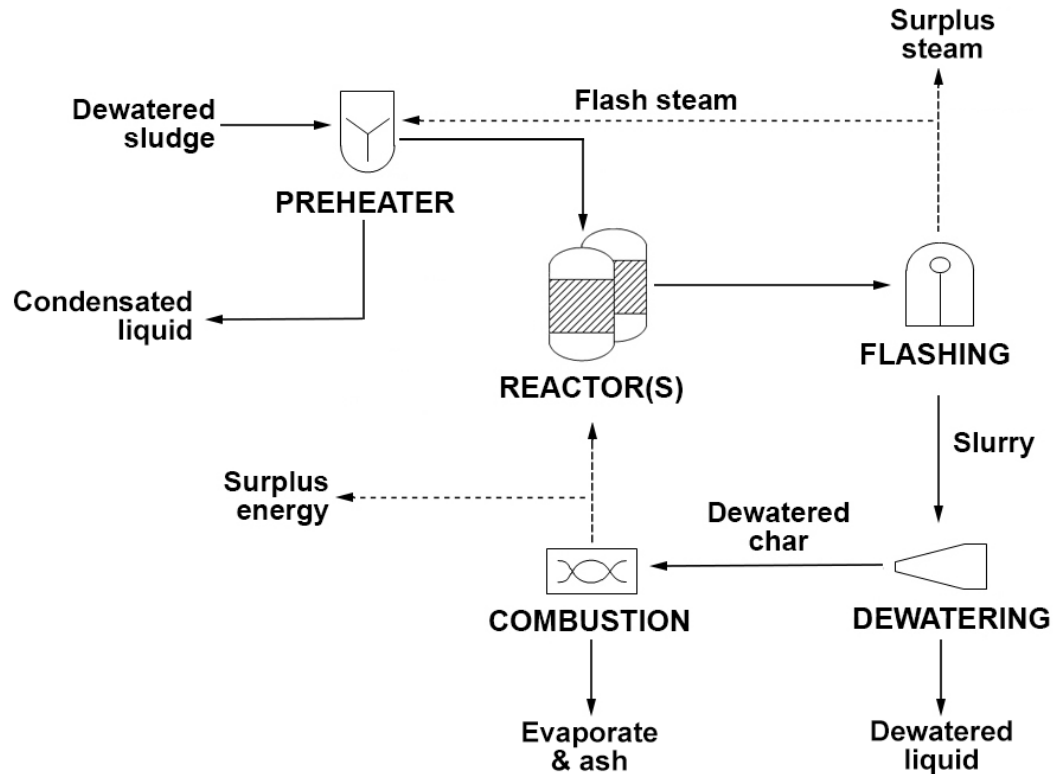 Surplus
steam
Dewatered
sludge
Flash steam
PREHEATER
Condensated
liquid
REACTOR(S)
FLASHING
Slurry
Surplus
energy
Dewatered
char
COMBUSTION
DEWATERING
Evaporate
& ash
Dewatered
liquid